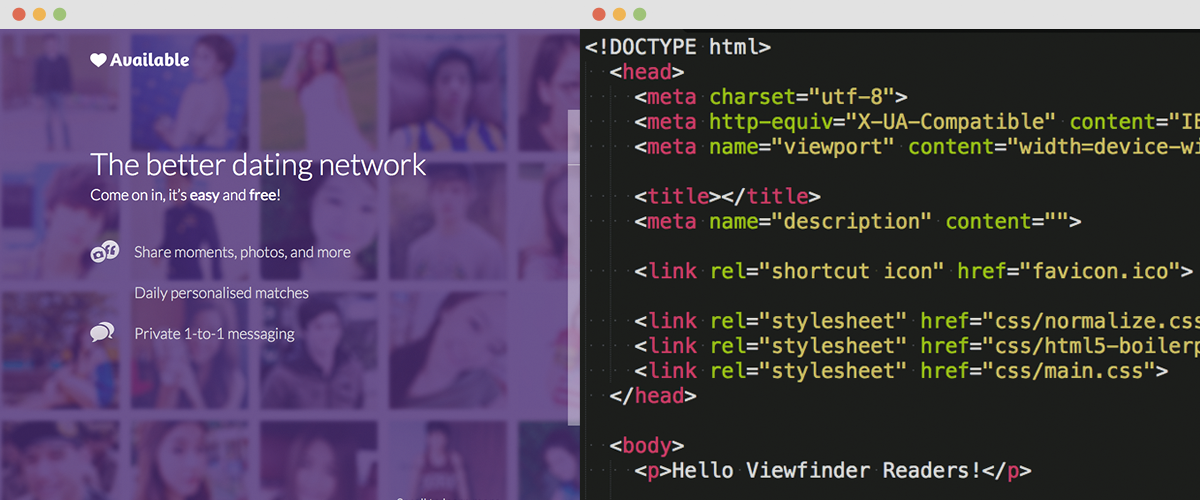 Available
The better dating network
Come on in, it's easy and free!
Share moments, photos, and more
Daily personalised matches
Private 1-to-1 messaging
<!DOCTYPE html>
<head>
<meta charset="utf-8">
<meta http-equiv="X-UA-Compatible" content="IE
<meta name="viewport" content="width=device-wi
<title></title>
<meta name="description" content="">
<link rel="shortcut icon" href="favicon.ico">
<link rel="stylesheet" href="css/normalize.css
<link rel="stylesheet" href="css/html5-boilerp
<link rel="stylesheet" href="css/main.css">
</head>
<body>
<p>Hello Viewfinder Readers!</p>